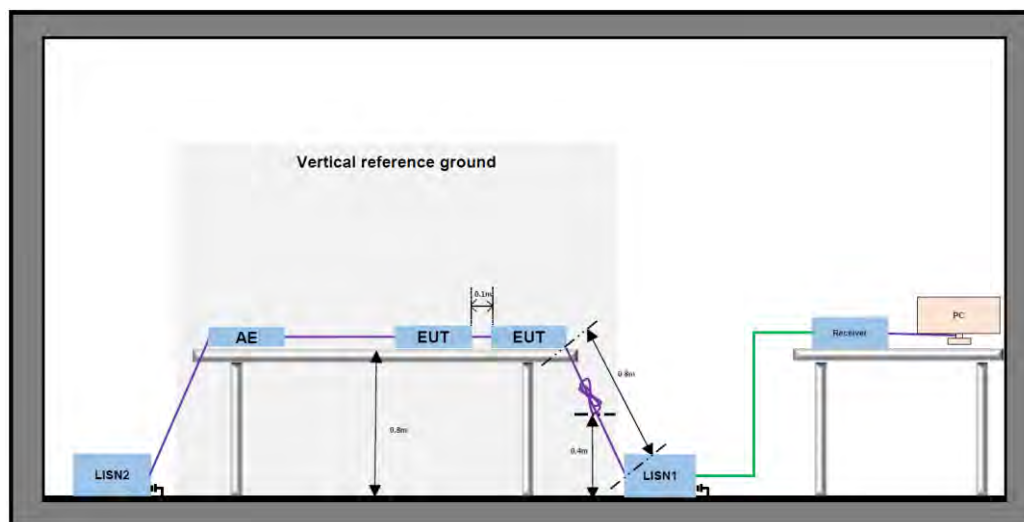 Vertical reference ground
0.1m
AE
EUT
EUT
PC
Receiver
0.8m
0.8m
0.4m
LISN2
LISN1